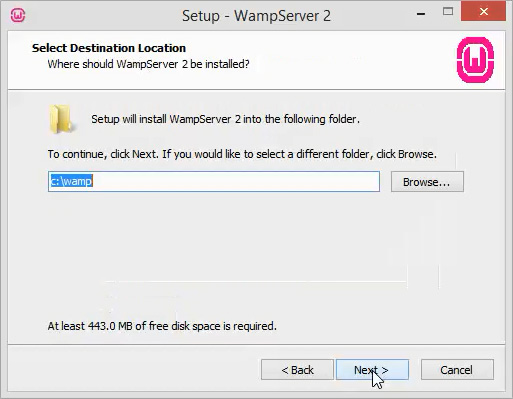 Setup - WampServer 2
Select Destination Location
Where should WampServer 2 be installed?
Setup will install WampServer 2 into the following folder.
To continue, click Next. If you would like to select a different folder, click Browse.
c:\wamp
Browse...
At least 443.0 MB of free disk space is required.
< Back
Next >
Cancel